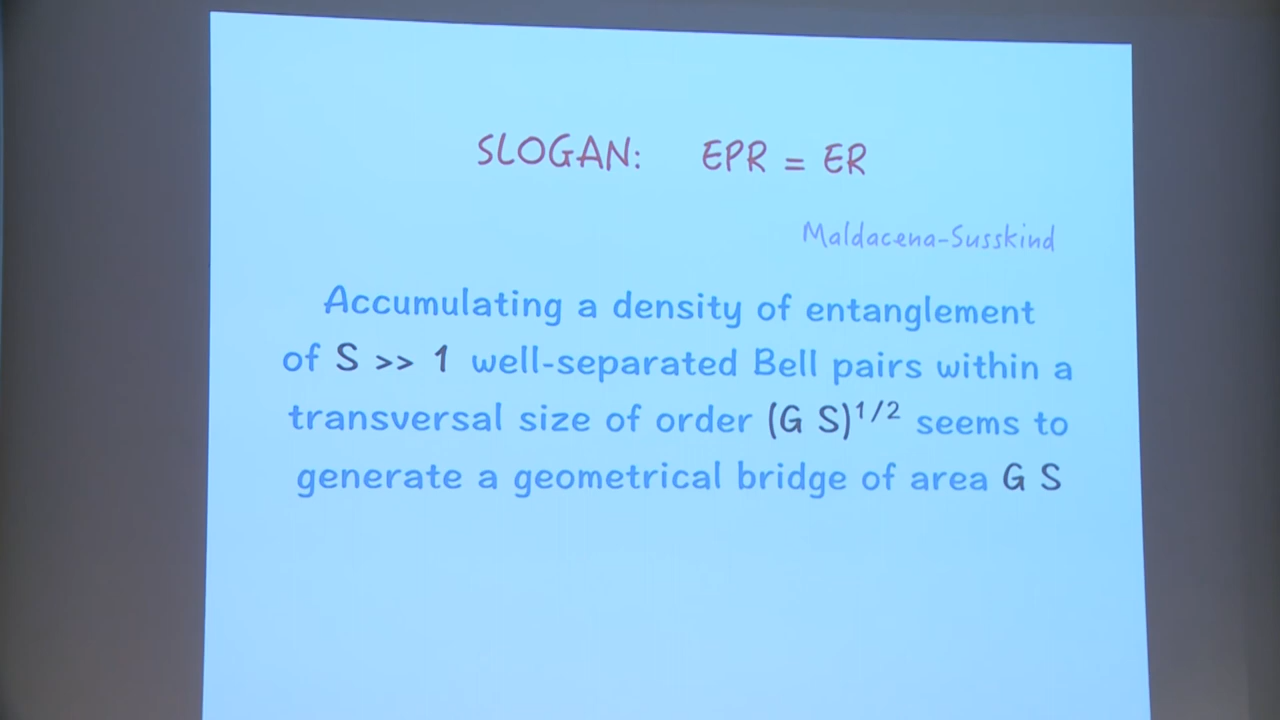 SLOGAN: EPR = ER
Maldacena-Susskind
Accumulating a density of entanglement
of S >> 1 well-separated Bell pairs within a
transversal size of order (G S)^1/2 seems to
generate a geometrical bridge of area G S